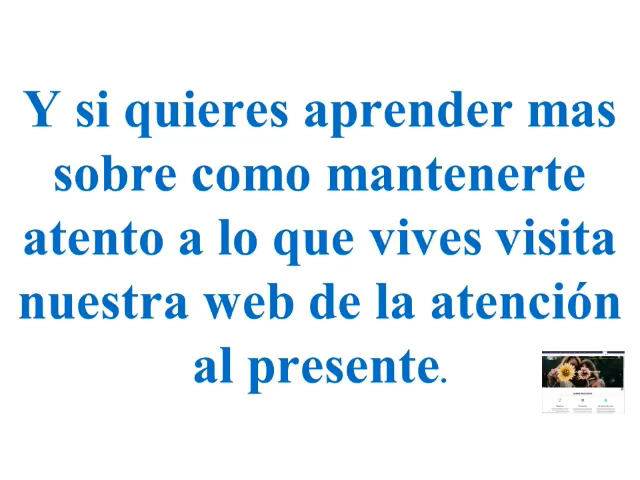 Y si quieres aprender mas
sobre como mantenerte
atento a lo que vives visita
nuestra web de la atención
al presente.